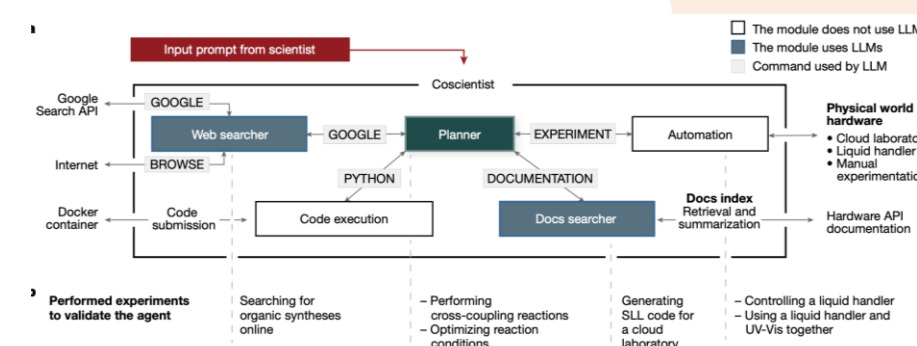 The module does not use LLM
Input prompt from scientist
The module uses LLMs
Command used by LLM
Coscientist
Google
Search API
GOOGLE
Web searcher
GOOGLE
Planner
EXPERIMENT
Automation
Physical world
hardware
• Cloud laborato
• Liquid handler
• Manual
experimentatio
Internet
BROWSE
PYTHON
DOCUMENTATION
Docker
container
Code
submission
Code execution
Docs searcher
Docs index
Retrieval and
summarization
Hardware API
documentation
Performed experiments
to validate the agent
Searching for
organic syntheses
online
– Performing
cross-coupling reactions
– Optimizing reaction
conditions
Generating
SLL code for
a cloud
laboratory
– Controlling a liquid handler
– Using a liquid handler and
UV-Vis together